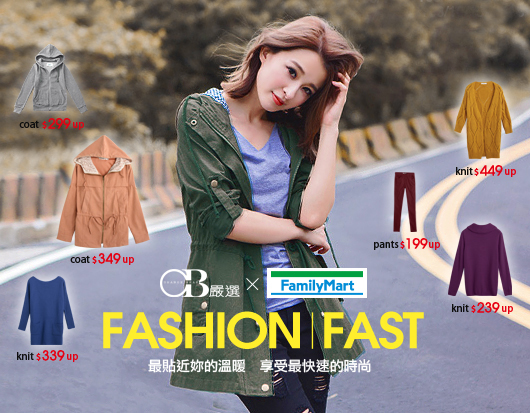 coat $299 up
knit $449 up
pants $199 up
coat $349 up
knit $239 up
knit $339 up
OB嚴選 × FamilyMart
FASHION | FAST
最貼近妳的溫暖 享受最快速的時尚